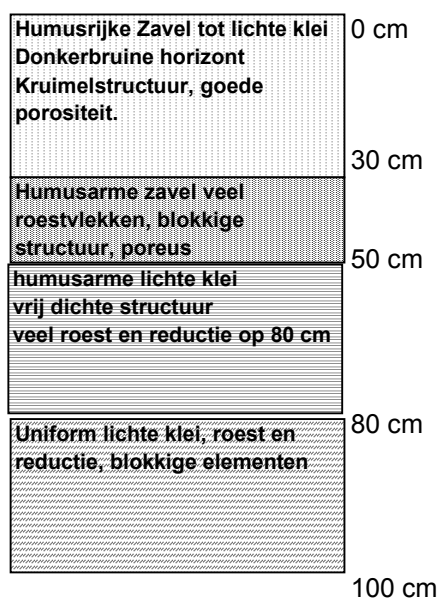 Humusrijke Zavel tot lichte klei
Donkerbruine horizont
Kruimelstructuur, goede
porositeit.
0 cm
30 cm
Humusarme zavel veel
roestvlekken, blokkige
structuur, poreus
50 cm
humusarme lichte klei
vrij dichte structuur
veel roest en reductie op 80 cm
80 cm
Uniform lichte klei, roest en
reductie, blokkige elementen
100 cm